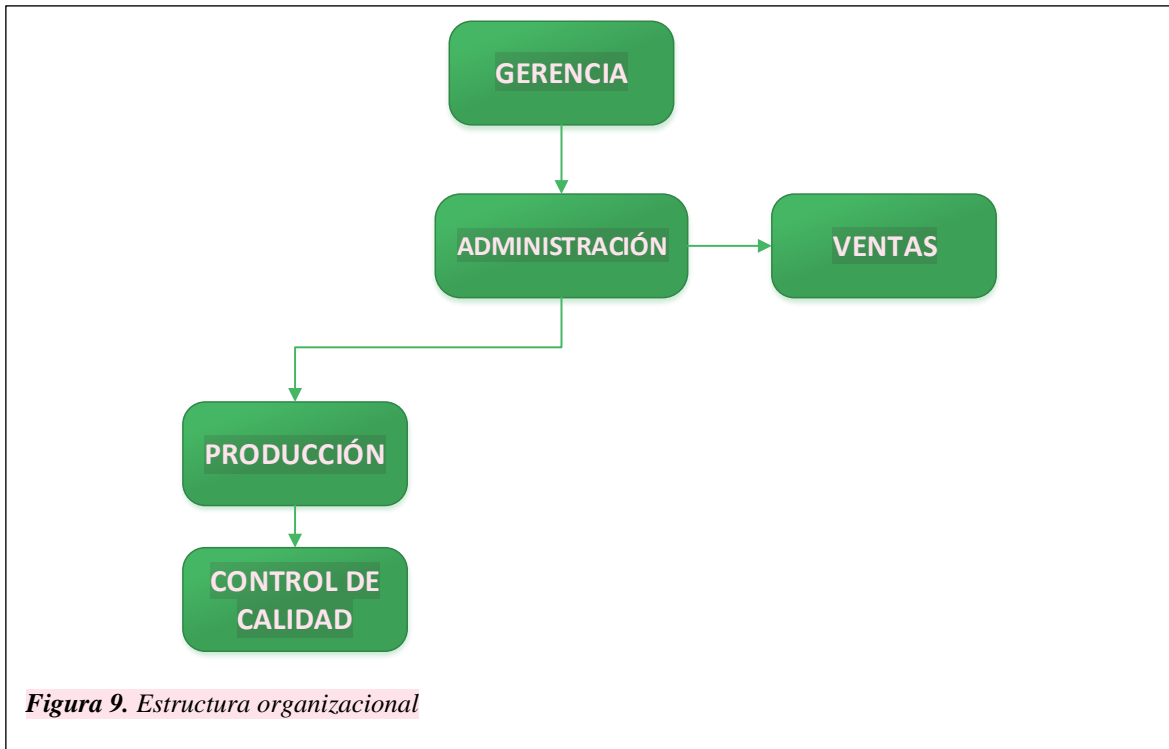 GERENCIA
ADMINISTRACIÓN
VENTAS
PRODUCCIÓN
CONTROL DE
CALIDAD
Figura 9. Estructura organizacional